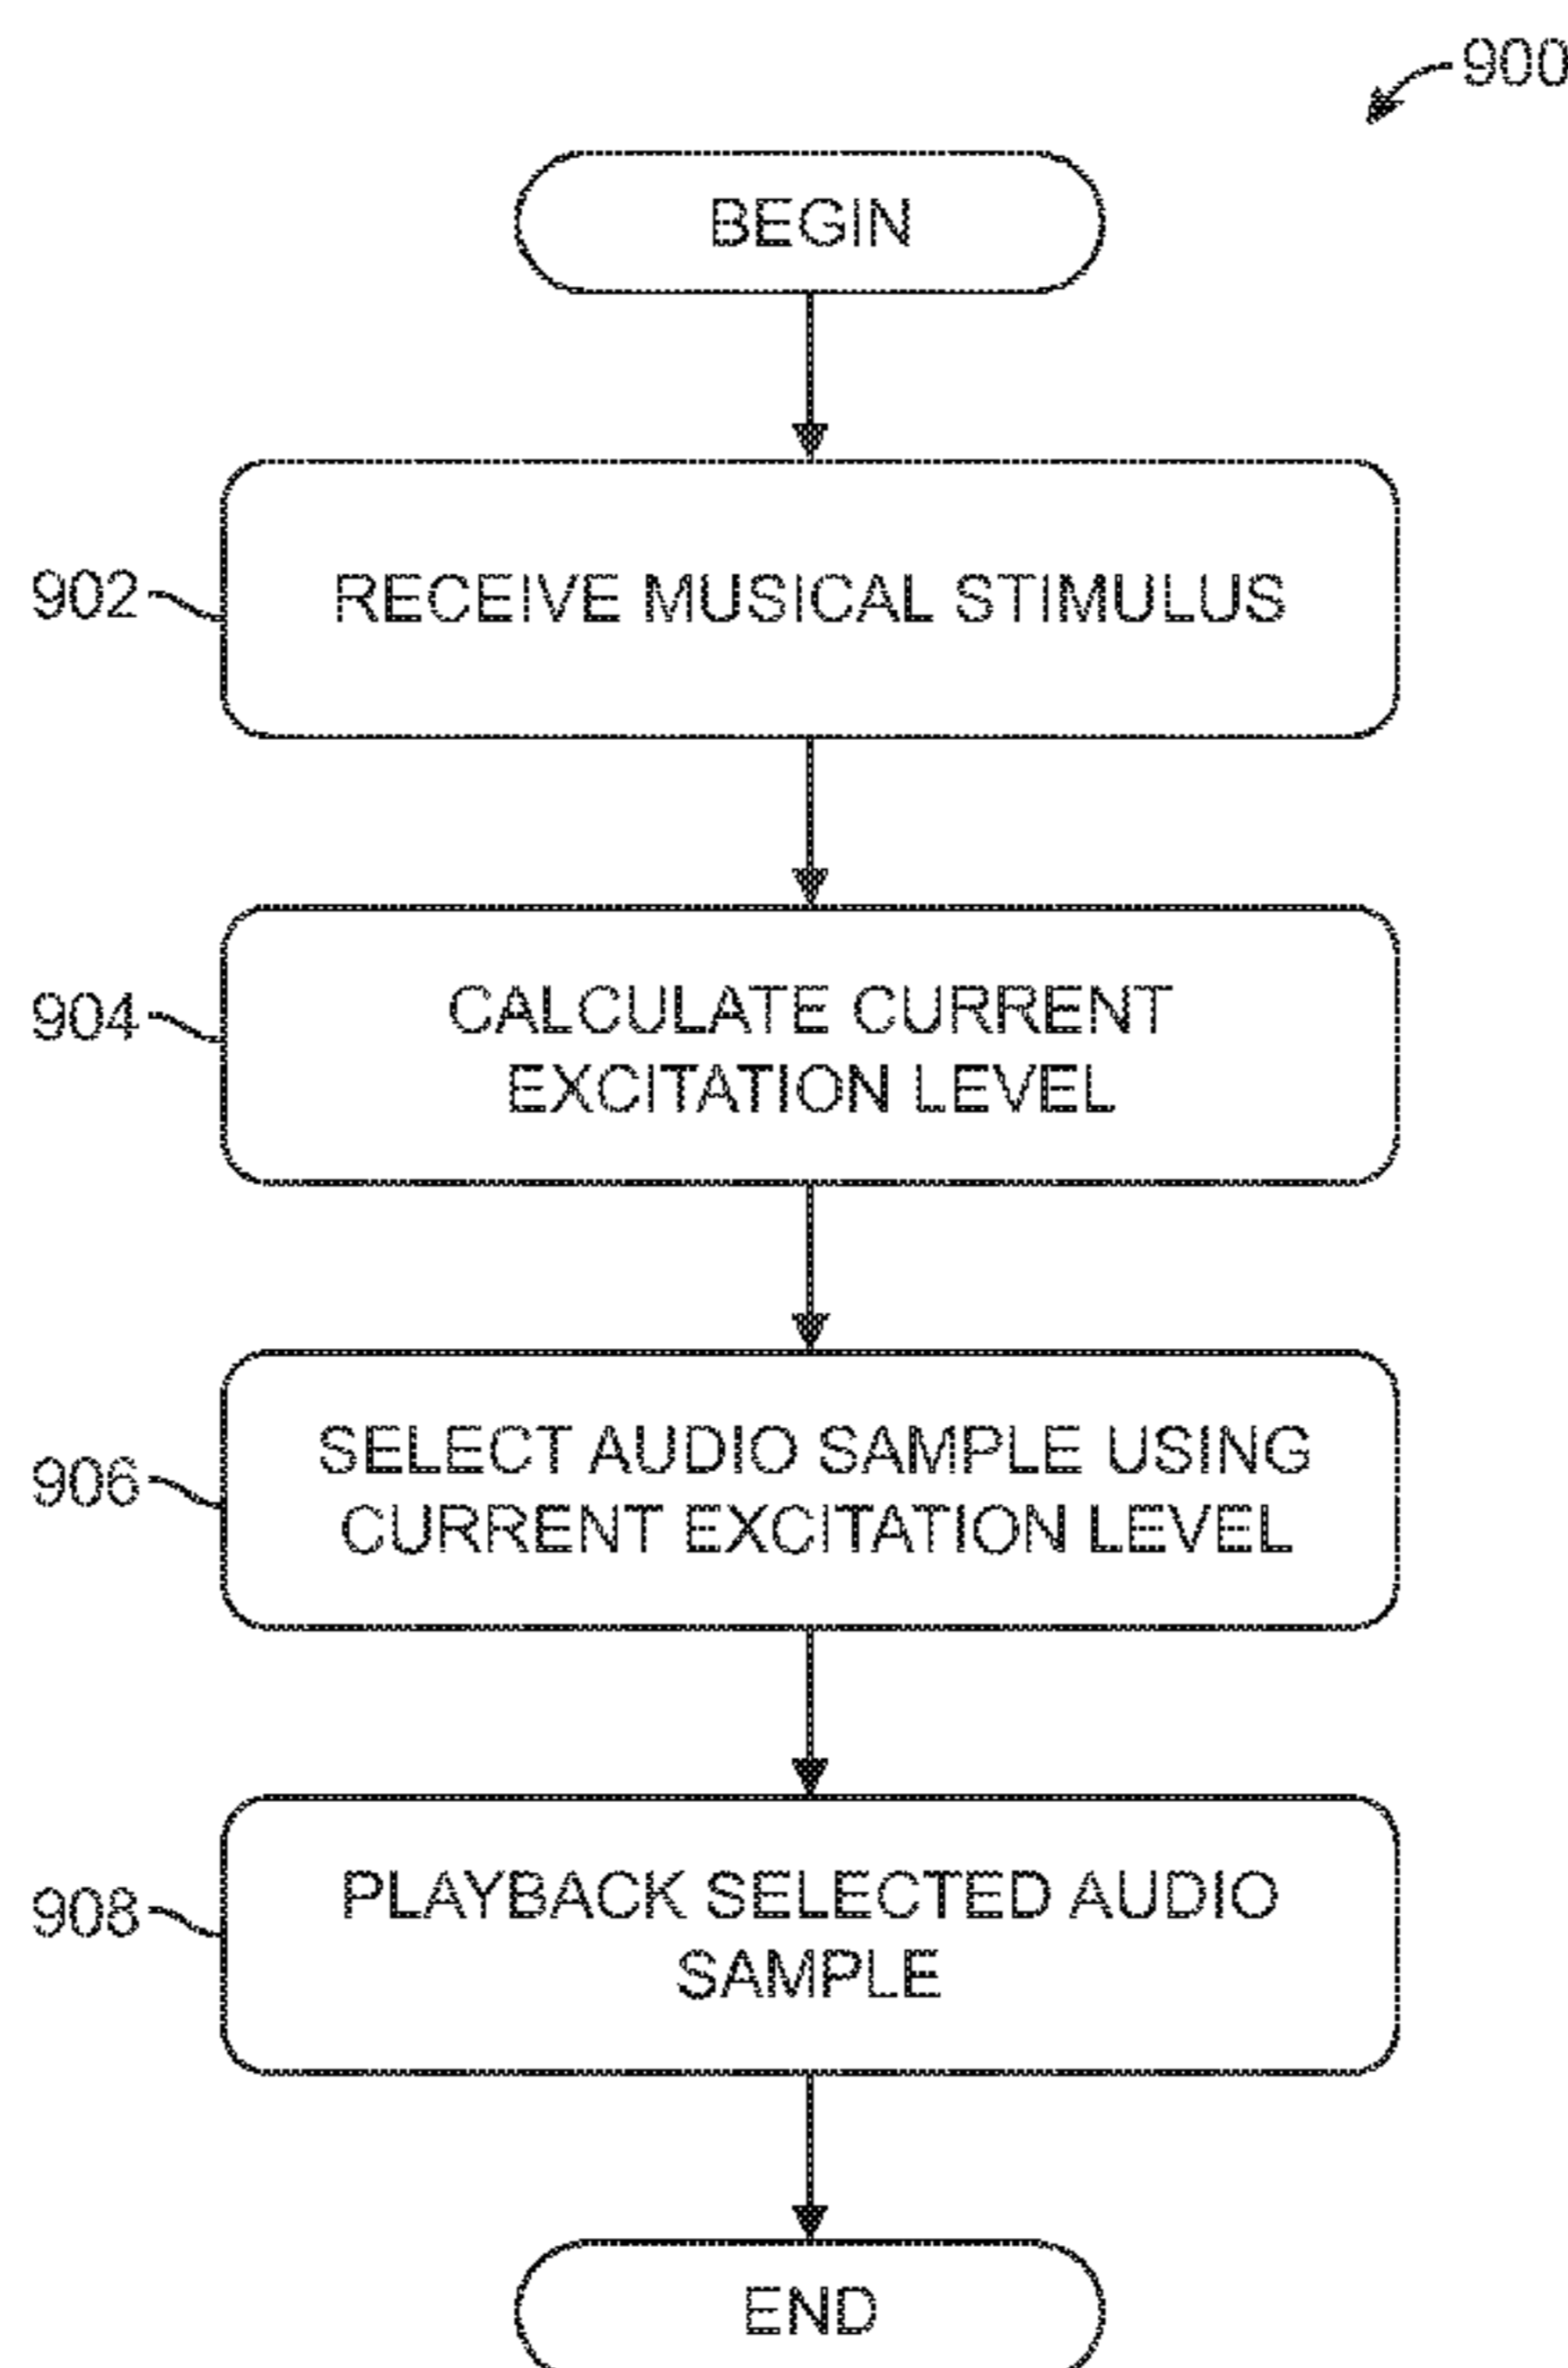 900
BEGIN
902
RECEIVE MUSICAL STIMULUS
904
CALCULATE CURRENT
EXCITATION LEVEL
906
SELECT AUDIO SAMPLE USING
CURRENT EXCITATION LEVEL
908
PLAYBACK SELECTED AUDIO
SAMPLE
END